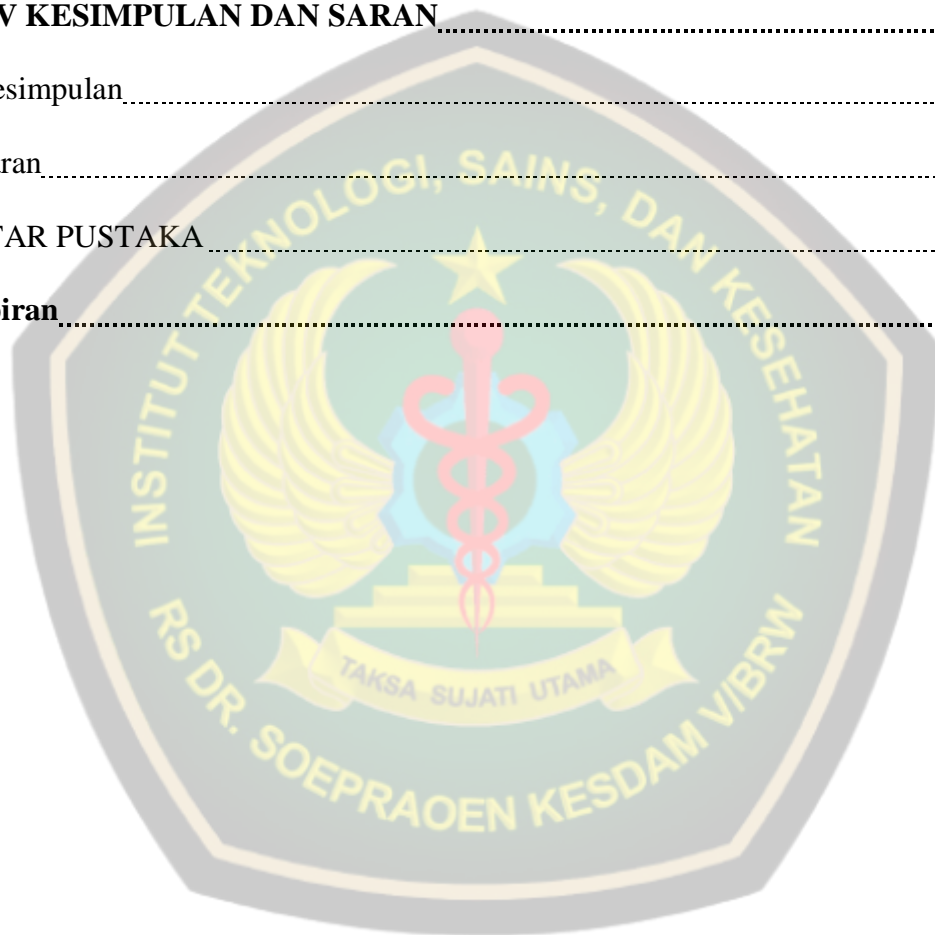 V KESIMPULAN DAN SARAN
esimpulan
ran
TAR PUSTAKA
iran
INSTITUT TEKNOLOGI, SAINS, DAN KESEHATAN
TAKSA SUJATI UTAMA
RS DR. SOEPRAOEN KESDAM V/BRW